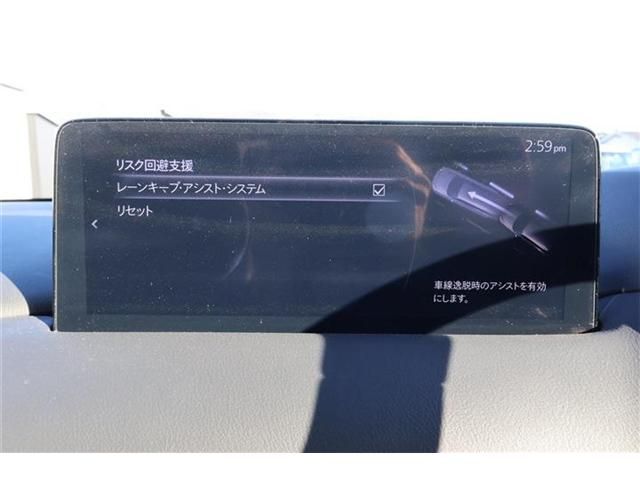 2:59pm
リスク回避支援
レーンキープ・アシスト・システム
リセット
車線逸脱時のアシストを有効
にします。